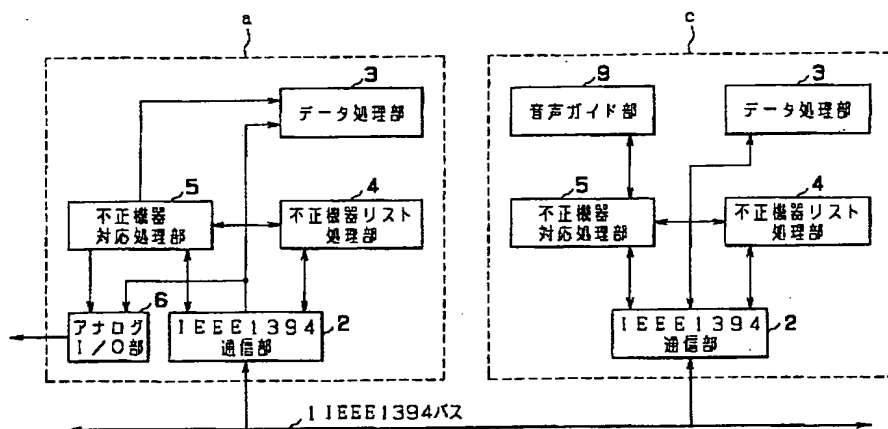 a
3
データ処理部
5
不正機器
対応処理部
4
不正機器リスト
処理部
6
アナログ
I/O部
IEEE1394
通信部
2
c
9
音声ガイド部
3
データ処理部
5
不正機器
対応処理部
4
不正機器リスト
処理部
IEEE1394
通信部
2
1 IEEE1394バス